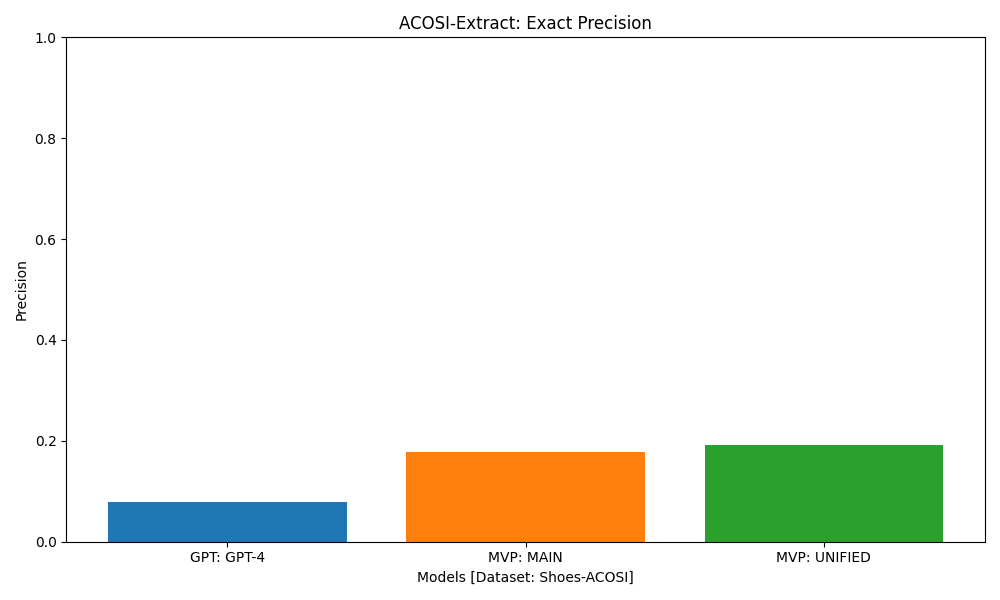 ACOSI-Extract: Exact Precision
1.0
0.8
0.6
0.4
0.2
0.0
Precision
GPT: GPT-4
MVP: MAIN
MVP: UNIFIED
Models [Dataset: Shoes-ACOSI]